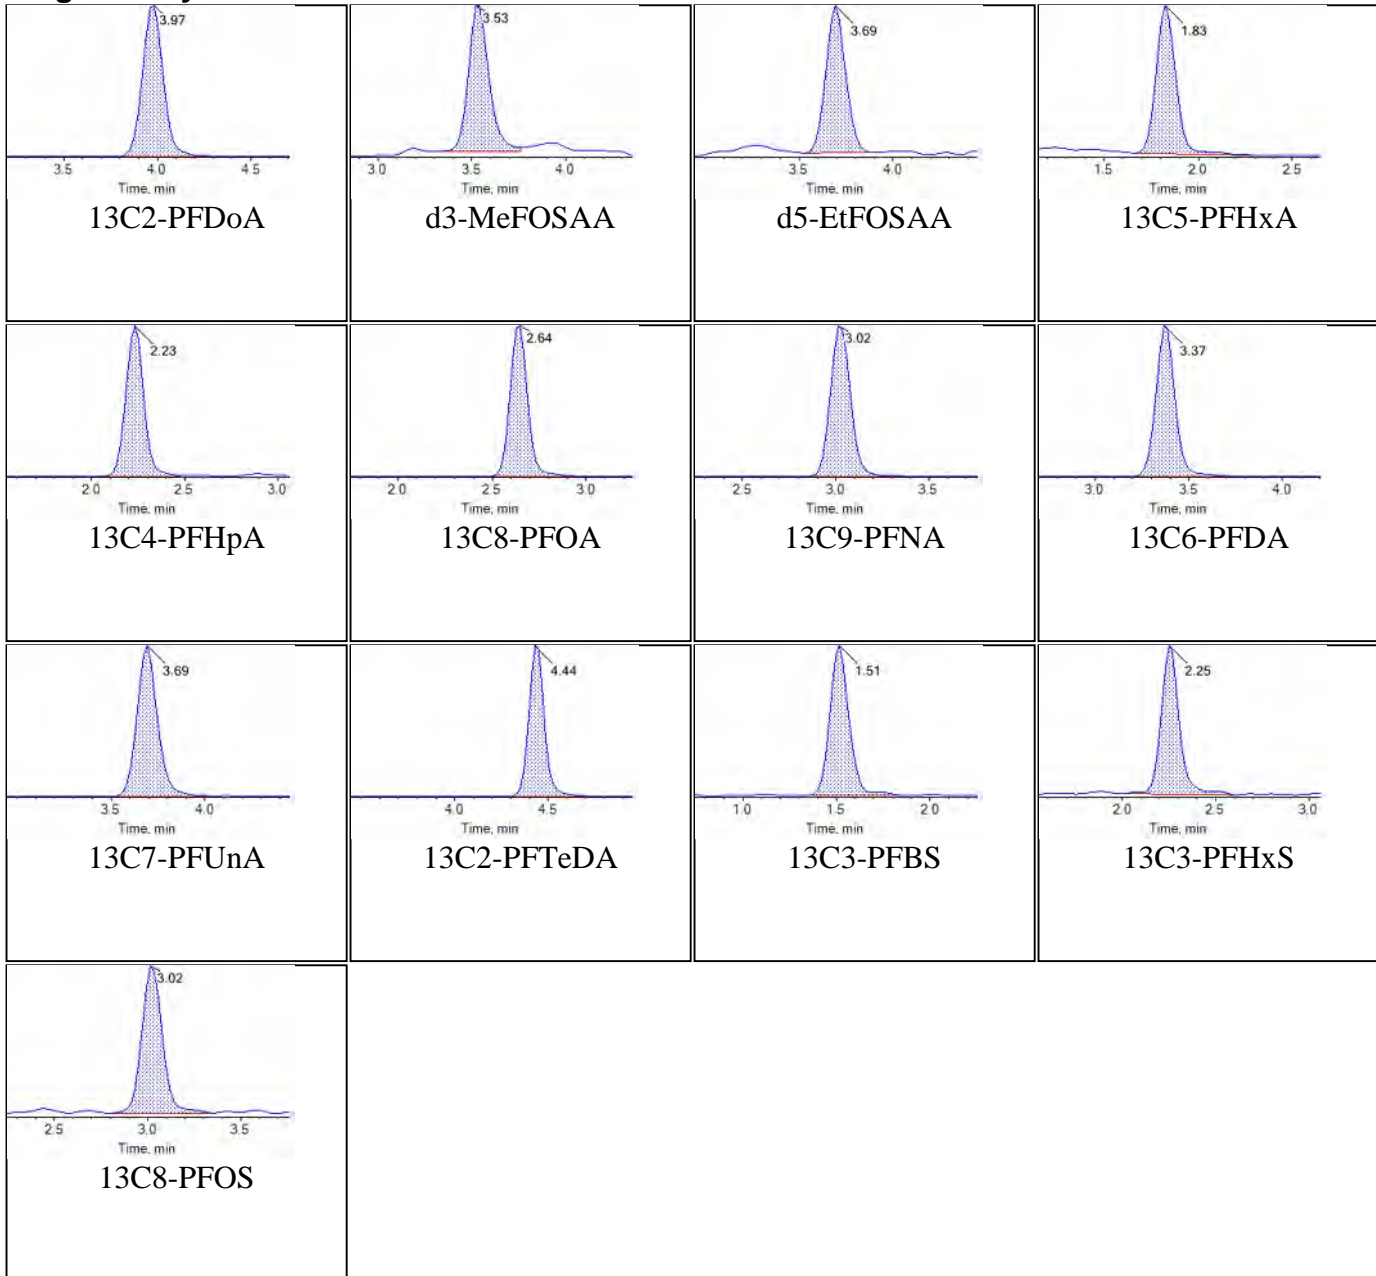 3.97
3.5 4.0 4.5
Time, min
13C2-PFDoA
3.53
3.0 3.5 4.0
Time, min
d3-MeFOSAA
3.69
3.5 4.0
Time, min
d5-EtFOSAA
1.83
1.5 2.0 2.5
Time, min
13C5-PFHxA
2.23
2.0 2.5 3.0
Time, min
13C4-PFHpA
2.64
2.0 2.5 3.0
Time, min
13C8-PFOA
3.02
2.5 3.0 3.5
Time, min
13C9-PFNA
3.37
3.0 3.5 4.0
Time, min
13C6-PFDA
3.69
3.5 4.0
Time, min
13C7-PFUnA
4.44
4.0 4.5
Time, min
13C2-PFTeDA
1.51
1.0 1.5 2.0
Time, min
13C3-PFBS
2.25
2.0 2.5 3.0
Time, min
13C3-PFHxS
3.02
2.5 3.0 3.5
Time, min
13C8-PFOS